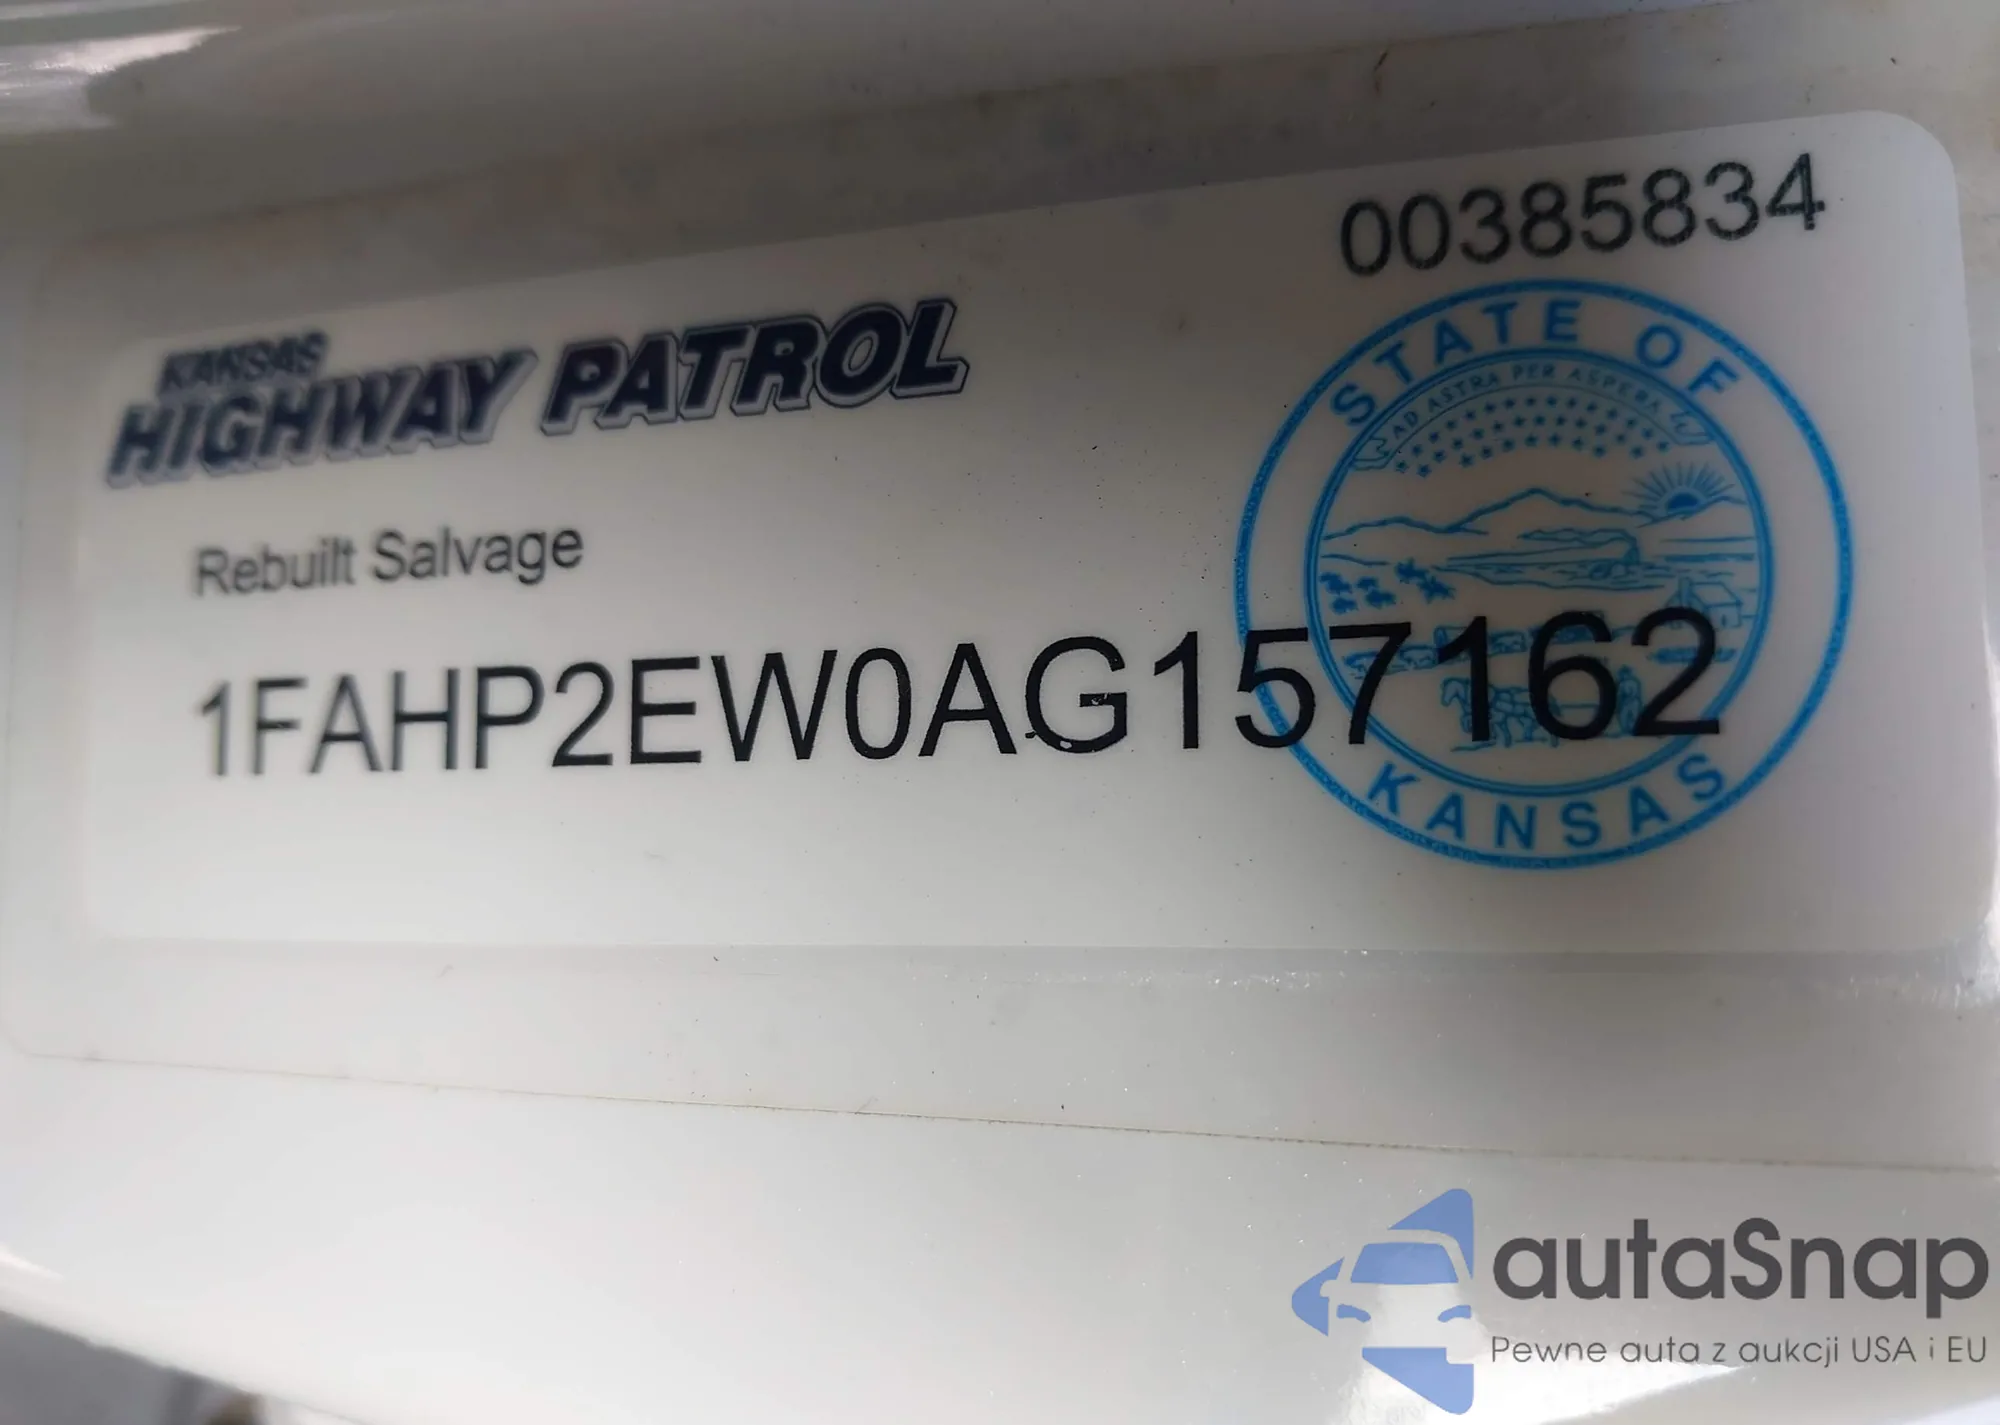 00385834
KANSAS
HIGHWAY PATROL
STATE OF
AD ASTRA PER ASPERA
Rebuilt Salvage
1FAHP2EW0AG157162
KANSAS
autaSnap
Pewne auta z aukcji USA i EU